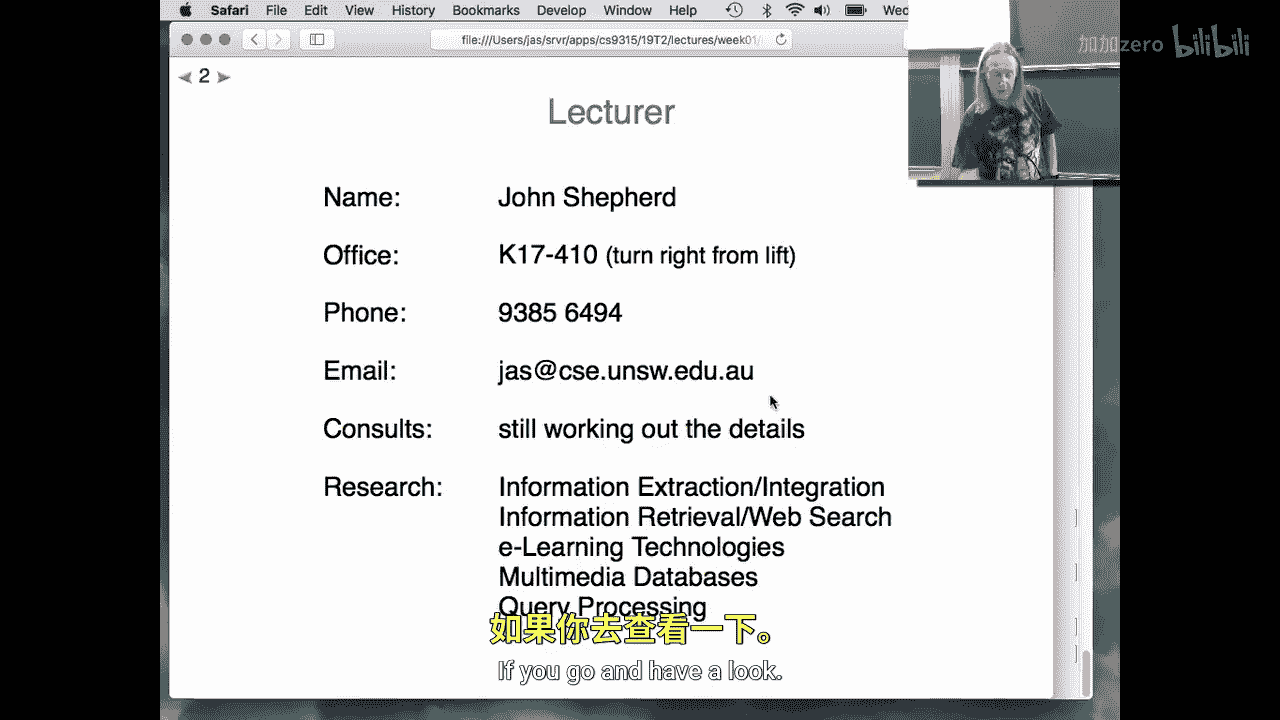 Safari File Edit View History Bookmarks Develop Window Help Wed
file:///Users/jas/srvr/apps/cs9315/19T2/lectures/week01/
加加zero bilibili
2
Lecturer
Name: John Shepherd
Office: K17-410 (turn right from lift)
Phone: 9385 6494
Email: jas@cse.unsw.edu.au
Consults: still working out the details
Research: Information Extraction/Integration
Information Retrieval/Web Search
e-Learning Technologies
Multimedia Databases
Query Processing
如果你去查看一下。
If you go and have a look.